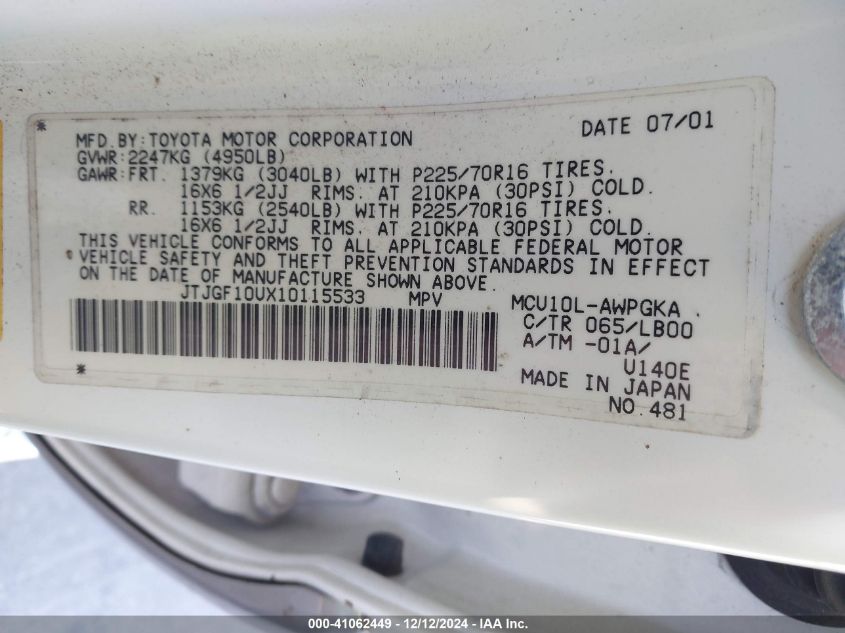 * DATE 07/01
MFD.BY:TOYOTA MOTOR CORPORATION
GVWR:2247KG (4950LB)
GAWR:FRT. 1379KG (3040LB) WITH P225/70R16 TIRES.
16X6 1/2JJ RIMS. AT 210KPA (30PSI) COLD.
RR. 1153KG (2540LB) WITH P225/70R16 TIRES.
16X6 1/2JJ RIMS. AT 210KPA (30PSI) COLD.
THIS VEHICLE CONFORMS TO ALL APPLICABLE FEDERAL MOTOR
VEHICLE SAFETY AND THEFT PREVENTION STANDARDS IN EFFECT
ON THE DATE OF MANUFACTURE SHOWN ABOVE.
JTJGF10UX10115533 MPV
MCU10L-AWPGKA
C/TR 065/LB00
A/TM -01A/
U140E
* MADE IN JAPAN
NO.481
000-41062449 - 12/12/2024 - IAA Inc.